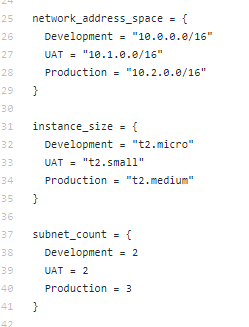 24
25 network_address_space = {
26   Development = "10.0.0.0/16"
27   UAT = "10.1.0.0/16"
28   Production = "10.2.0.0/16"
29 }
30
31 instance_size = {
32   Development = "t2.micro"
33   UAT = "t2.small"
34   Production = "t2.medium"
35 }
36
37 subnet_count = {
38   Development = 2
39   UAT = 2
40   Production = 3
41 }
42